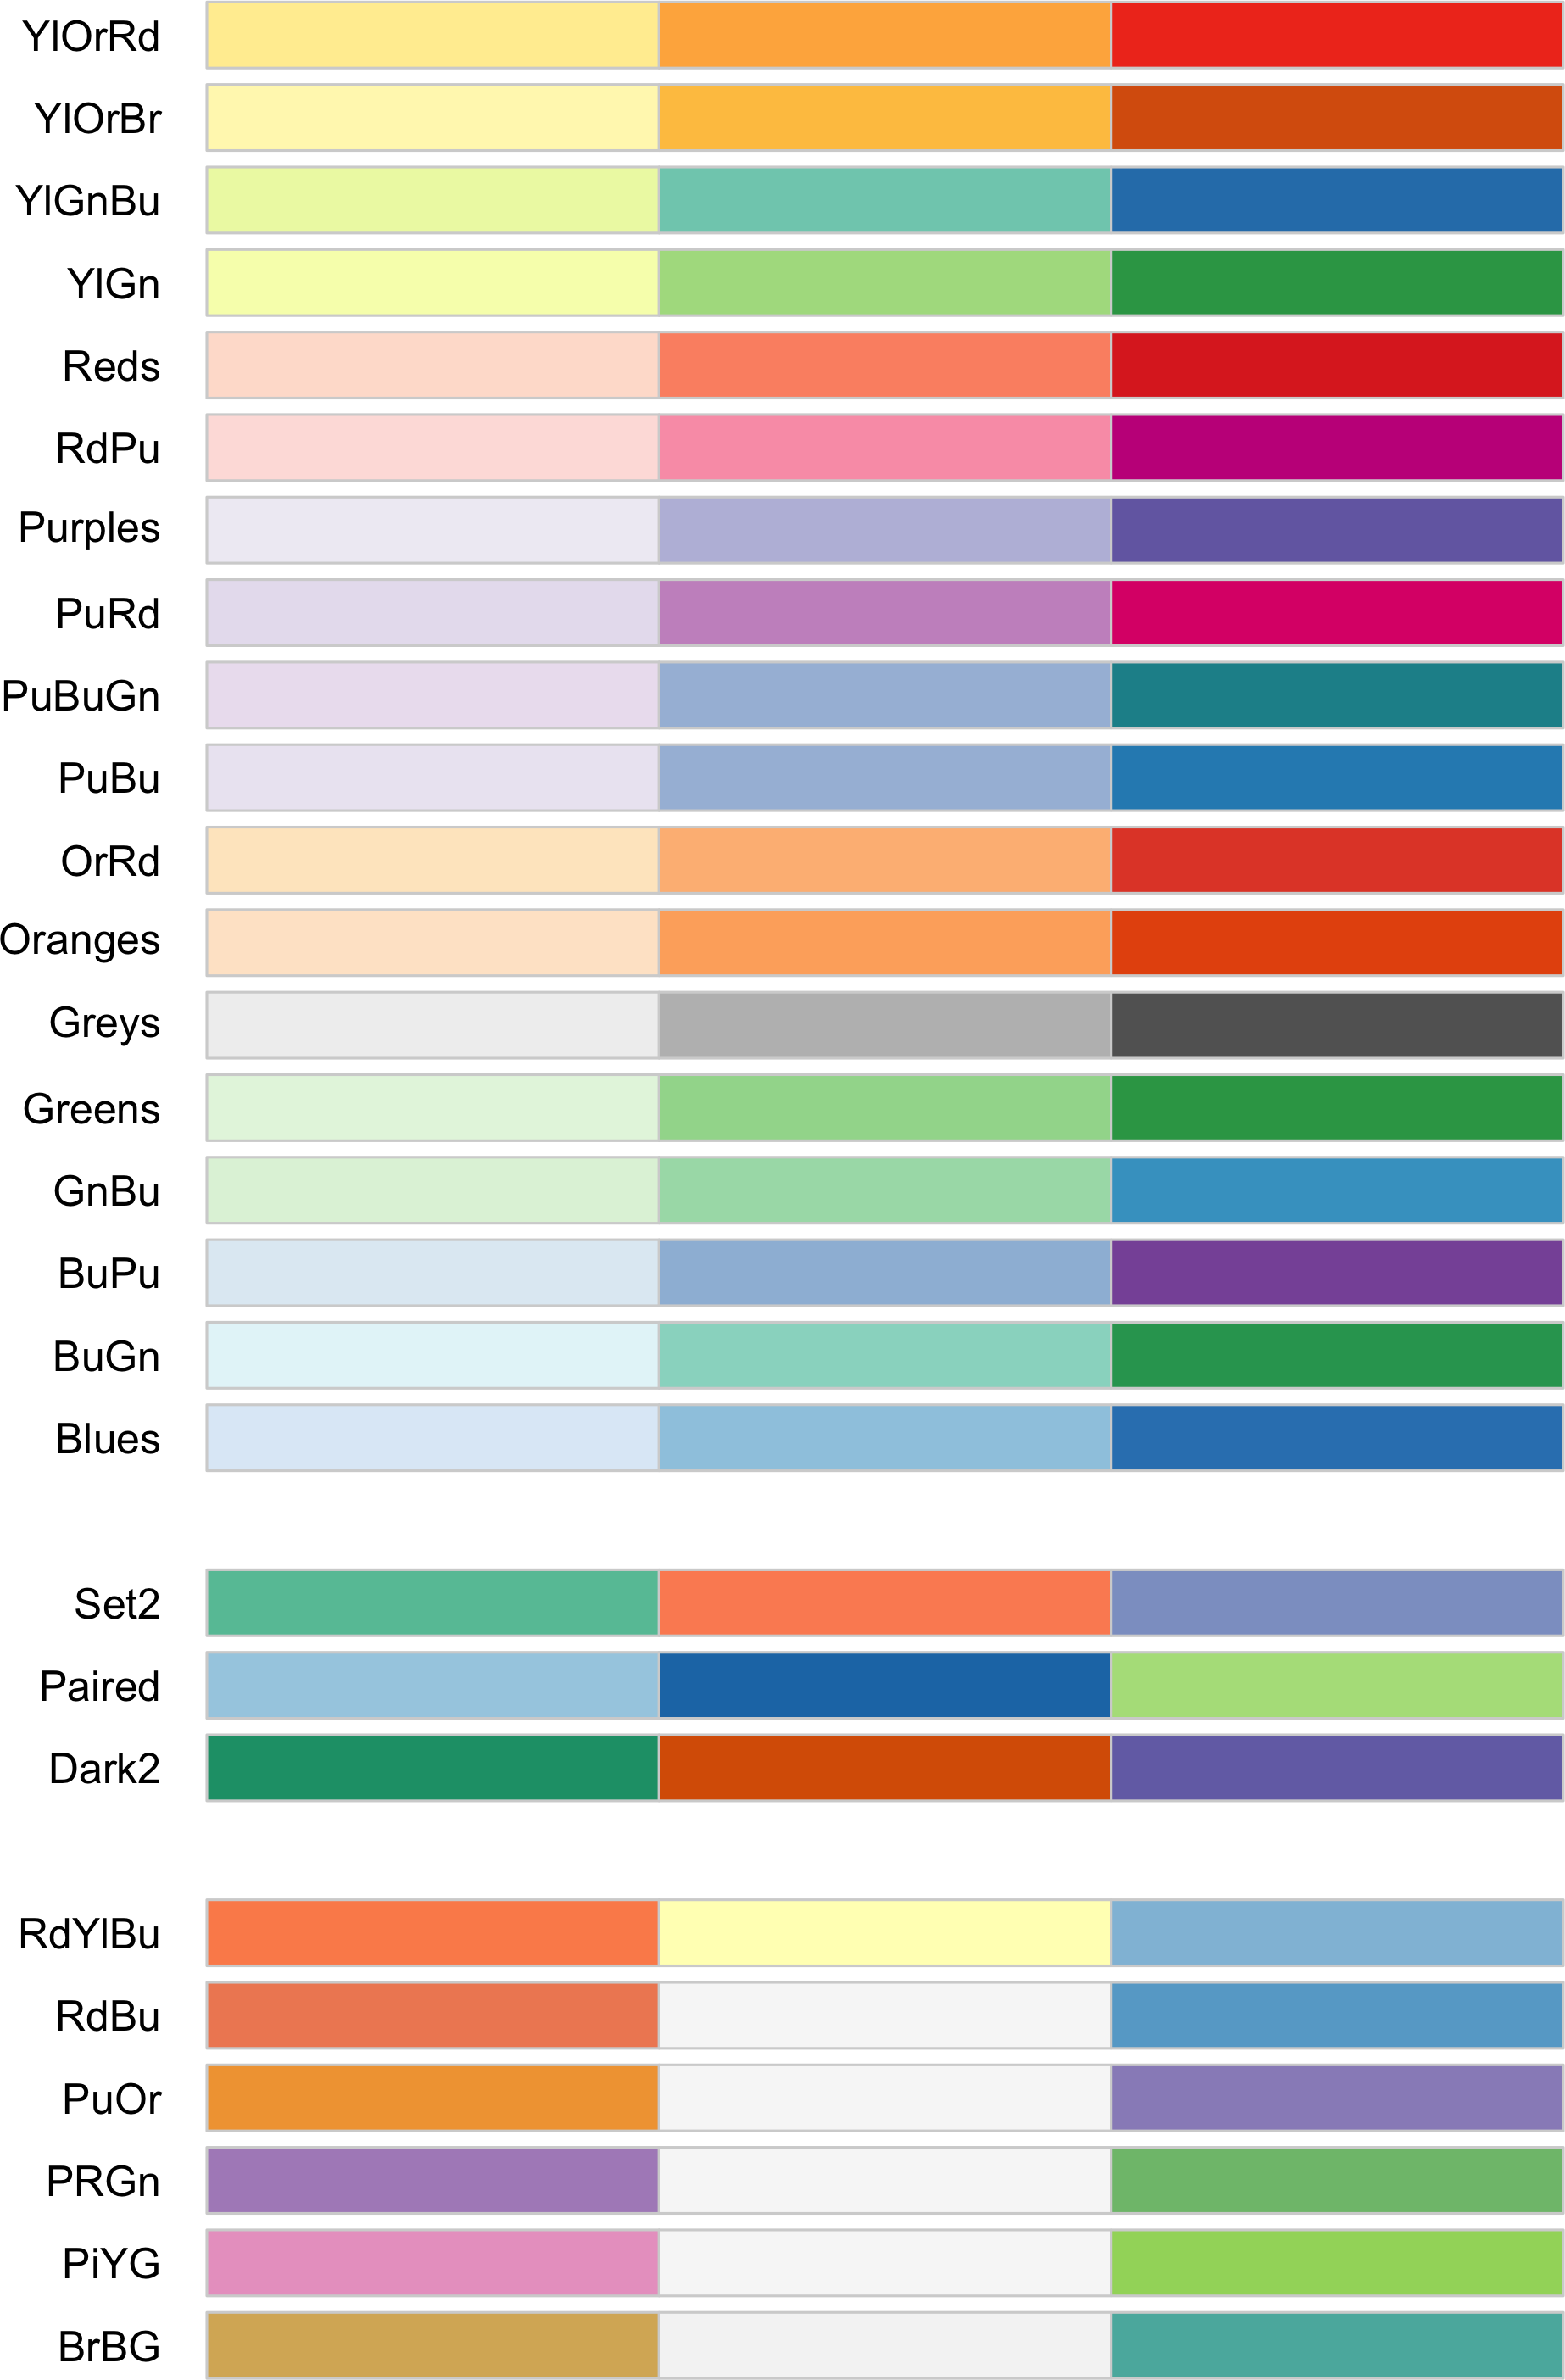 YlOrRd
YlOrBr
YlGnBu
YlGn
Reds
RdPu
Purples
PuRd
PuBuGn
PuBu
OrRd
Oranges
Greys
Greens
GnBu
BuPu
BuGn
Blues
Set2
Paired
Dark2
RdYlBu
RdBu
PuOr
PRGn
PiYG
BrBG